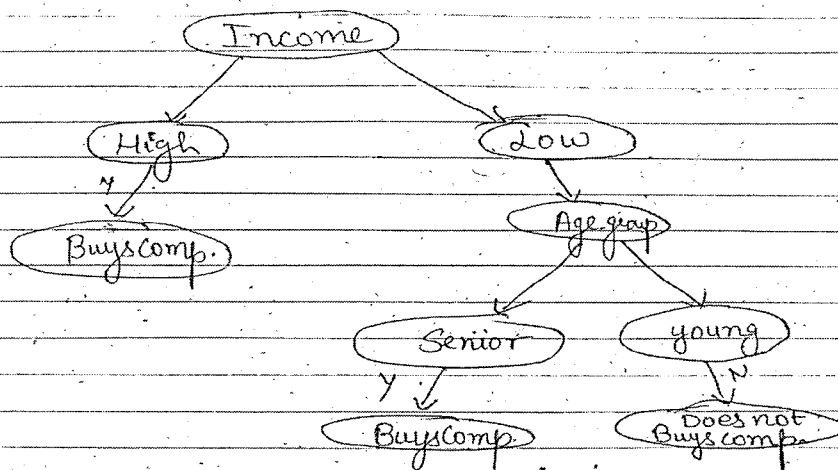 Income
High
Low
Y
Age group
Buys comp.
Senior
young
Y
N
Buys Comp.
Does not
Buys comp.